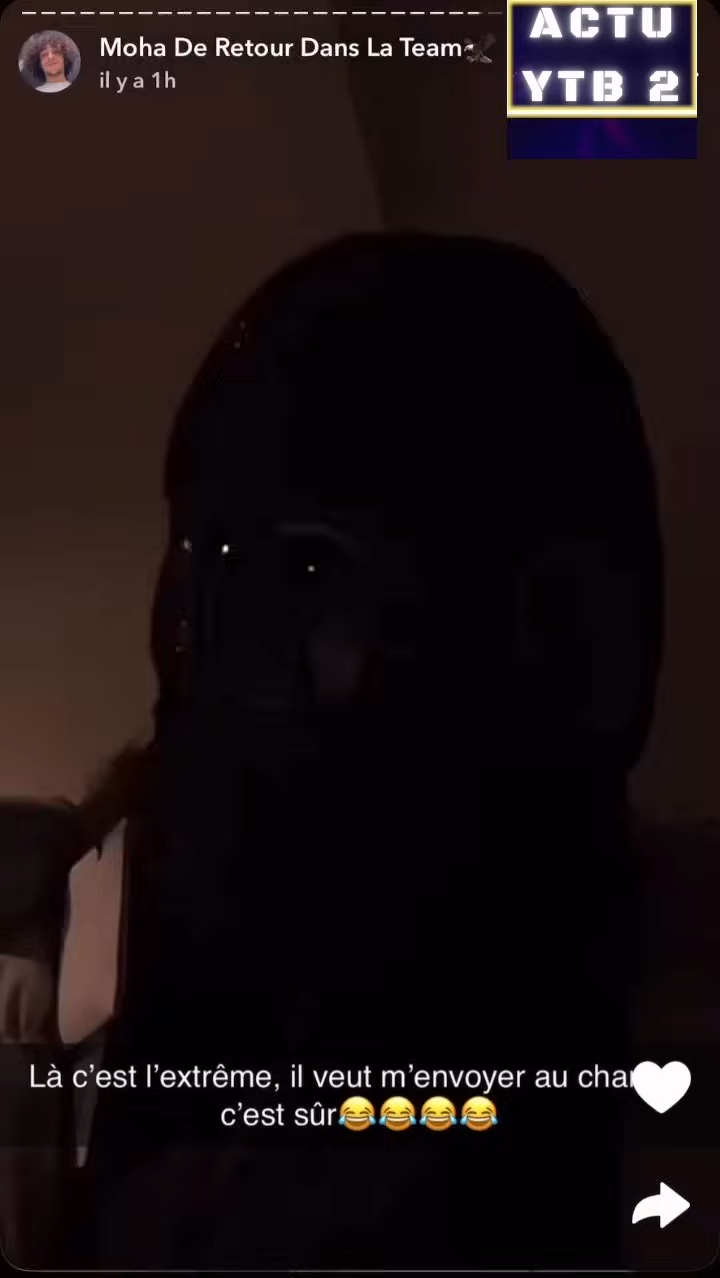 Moha De Retour Dans La Team
il y a 1h
ACTU
YTB 2
Là c’est l’extrême, il veut m’envoyer au
c’est sûr😂😂😂😂